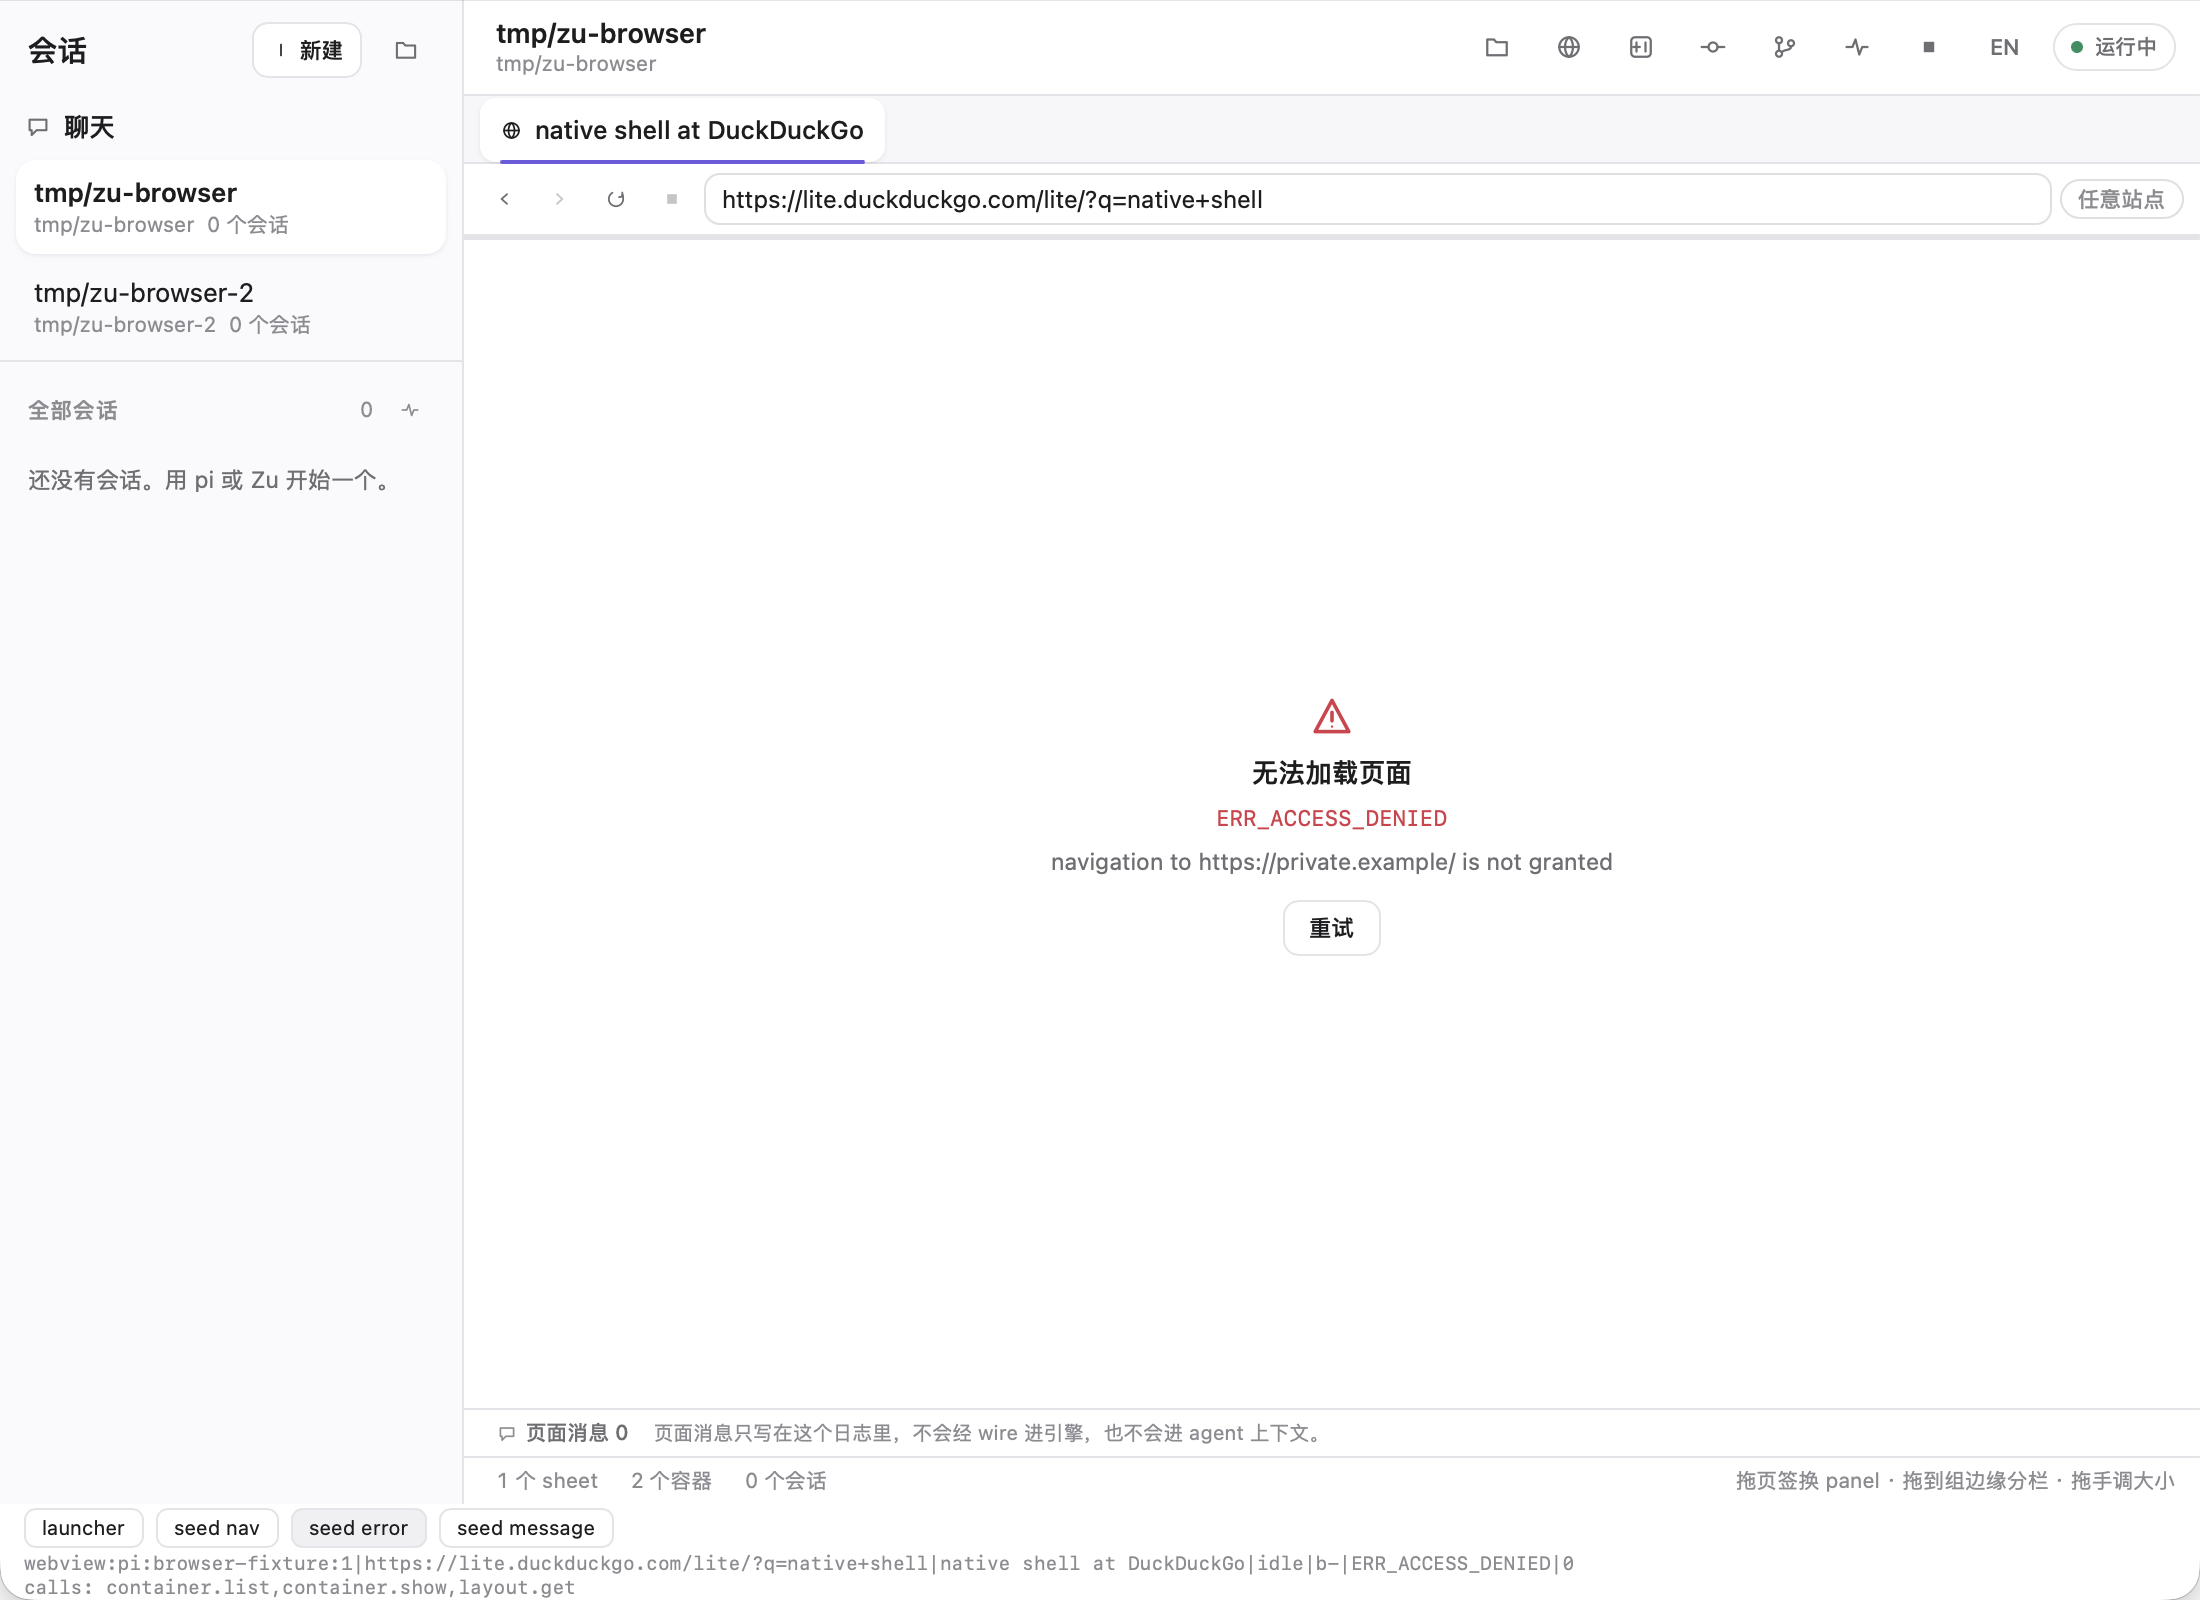 会话
新建
聊天
tmp/zu-browser
tmp/zu-browser 0 个会话
tmp/zu-browser-2
tmp/zu-browser-2 0 个会话
全部会话 0
还没有会话。用 pi 或 Zu 开始一个。
tmp/zu-browser
tmp/zu-browser
EN
运行中
native shell at DuckDuckGo
https://lite.duckduckgo.com/lite/?q=native+shell
任意站点
无法加载页面
ERR_ACCESS_DENIED
navigation to https://private.example/ is not granted
重试
页面消息 0 页面消息只写在这个日志里，不会经 wire 进引擎，也不会进 agent 上下文。
1 个 sheet 2 个容器 0 个会话
拖页签换 panel · 拖到组边缘分栏 · 拖手调大小
launcher seed nav seed error seed message
webview:pi:browser-fixture:1|https://lite.duckduckgo.com/lite/?q=native+shell|native shell at DuckDuckGo|idle|b-|ERR_ACCESS_DENIED|0
calls: container.list,container.show,layout.get